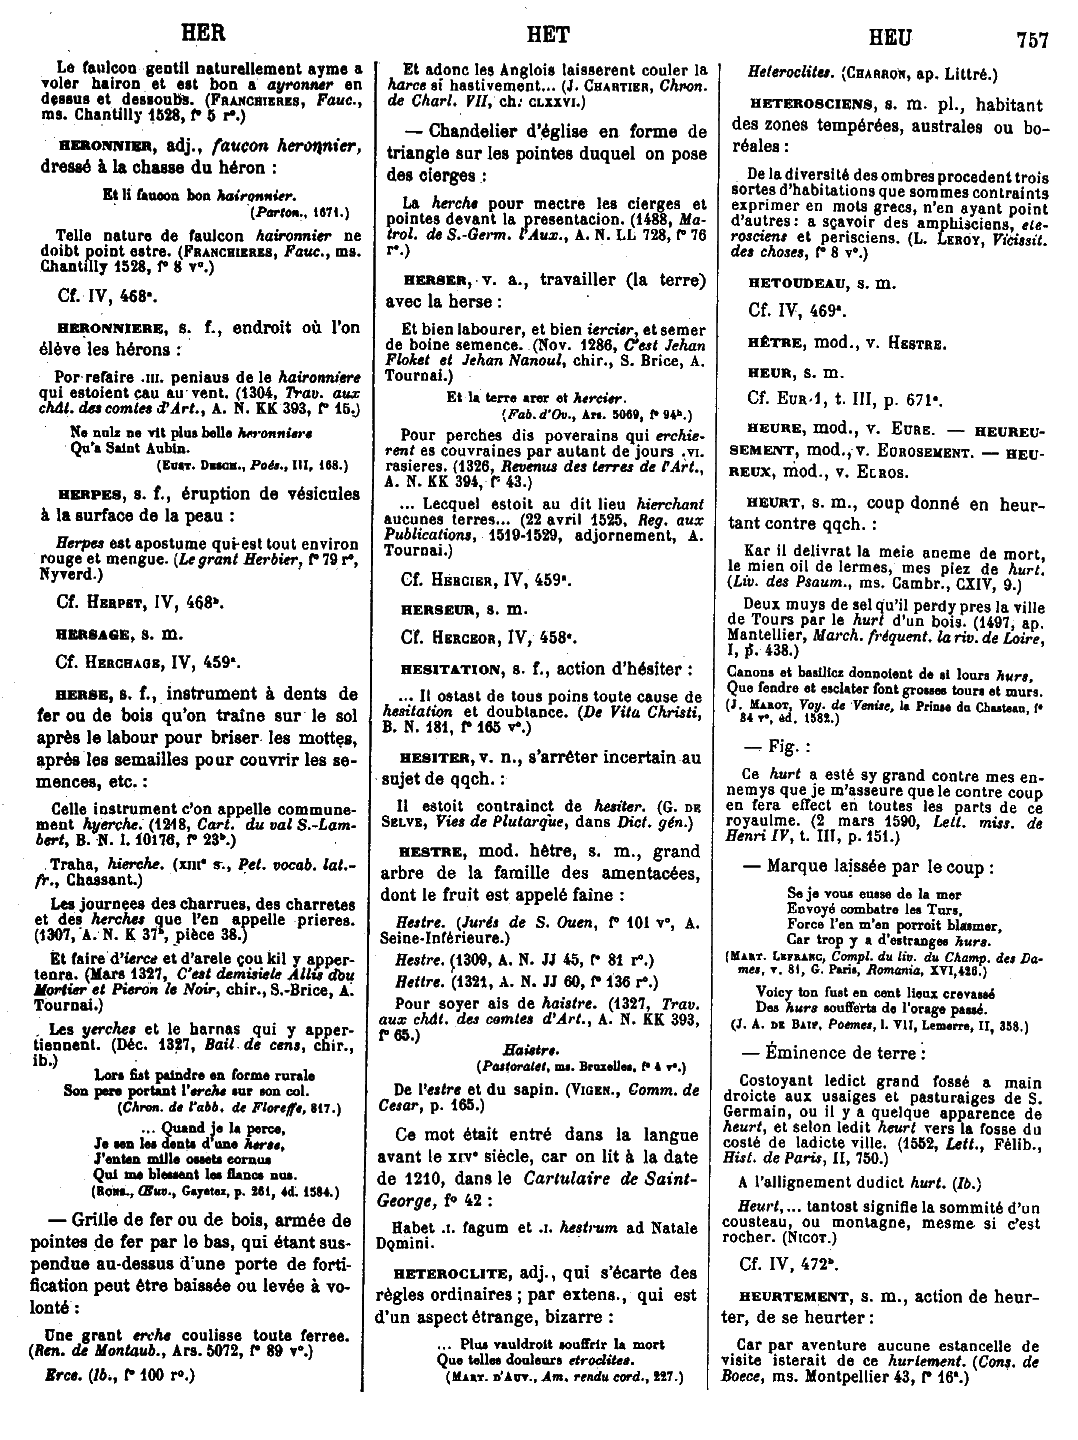 HER
HET
HEU
757
Le faulcon gentil naturellement ayme a
voler hairon et est bon a ayronner en
dessus et dessoubs. (FRANCHIERES, Fauc.,
ms. Chantilly 1528, f° 5 r°.)
HERONNIER, adj., faucon heronnier,
dressé à la chasse du héron :
Et li faucon bon haironnier.
(Parton., 1671.)
Telle nature de faulcon haironnier ne
doibt point estre. (FRANCHIERES, Fauc., ms.
Chantilly 1528, f° 8 v°.)
Cf. IV, 468ᵃ.
HERONNIERE, s. f., endroit où l'on
élève les hérons :
Por refaire .III. peniaus de le haironniere
qui estoient çau au vent. (1304, Trav. aux
chât. des comtes d'Art., A. N. KK 393, f° 15.)
Ne nulz ne vit plus belle heronniere
Qu'a Saint Aubin.
(EUST. DESCH., Poés., III, 168.)
HERPES, s. f., éruption de vésicules
à la surface de la peau :
Herpes est apostume qui est tout environ
rouge et mengue. (Le grant Herbier, f° 79 r°,
Nyverd.)
Cf. HERPET, IV, 468ᵇ.
HERSAGE, s. m.
Cf. HERCHAGE, IV, 459ᵃ.
HERSE, s. f., instrument à dents de
fer ou de bois qu'on traîne sur le sol
après le labour pour briser les mottes,
après les semailles pour couvrir les se-
mences, etc. :
Celle instrument c'on appelle commune-
ment hyerche. (1218, Cart. du val S.-Lam-
bert, B. N. l. 10176, f° 23ᵇ.)
Traha, hierche. (XIIIᵉ s., Pet. vocab. lat.-
fr., Chassant.)
Les journees des charrues, des charretes
et des herches que l'en appelle prieres.
(1307, A. N. K 37ᵃ, pièce 38.)
Et faire d'ierce et d'arele çou kil y apper-
tenra. (Mars 1327, C'est demisiele Allis dou
Mortier et Pieron le Noir, chir., S.-Brice, A.
Tournai.)
Les yerches et le harnas qui y apper-
tiennent. (Déc. 1327, Bail de cens, chir.,
ib.)
Lors fist paindre en forme rurale
Son pere portant l'erche sur son col.
(Chron. de l'abb. de Floreffe, 817.)
... Quand je la perce,
Je sen les dents d'une herse,
J'enten mille ossets cornus
Qui me blessent les flancs nus.
(RONS., Œuv., Gayetez, p. 261, éd. 1584.)
— Grille de fer ou de bois, armée de
pointes de fer par le bas, qui étant sus-
pendue au-dessus d'une porte de forti-
fication peut être baissée ou levée à vo-
lonté :
Une grant erche coulisse toute ferree.
(Ren. de Montaub., Ars. 5072, f° 89 v°.)
Erce. (Ib., f° 100 r°.)
Et adonc les Anglois laisserent couler la
harce si hastivement... (J. CHARTIER, Chron.
de Charl. VII, ch. CLXXVI.)
— Chandelier d'église en forme de
triangle sur les pointes duquel on pose
des cierges :
La herche pour mectre les cierges et
pointes devant la presentacion. (1488, Ma-
trol. de S.-Germ. l'Aux., A. N. LL 728, f° 76
r°.)
HERSER, v. a., travailler (la terre)
avec la herse :
Et bien labourer, et bien iercier, et semer
de boine semence. (Nov. 1286, C'est Jehan
Floket et Jehan Nanoul, chir., S. Brice, A.
Tournai.)
Et la terre arer et hercier.
(Fab. d'Ov., Ars. 5069, f° 94ᵇ.)
Pour perches dis poverains qui erchie-
rent es couvraines par autant de jours .VI.
rasieres. (1326, Revenus des terres de l'Art.,
A. N. KK 394, f° 43.)
... Lecquel estoit au dit lieu hierchant
aucunes terres... (22 avril 1525, Reg. aux
Publications, 1519-1529, adjornement, A.
Tournai.)
Cf. HERCIER, IV, 459ᵃ.
HERSEUR, s. m.
Cf. HERCEOR, IV, 458ᶜ.
HESITATION, s. f., action d'hésiter :
... Il ostast de tous poins toute cause de
hesitation et doubtance. (De Vita Christi,
B. N. 181, f° 165 v°.)
HESITER, v. n., s'arrêter incertain au
sujet de qqch. :
Il estoit contrainct de hesiter. (G. DE
SELVE, Vies de Plutarque, dans Dict. gén.)
HESTRE, mod. hêtre, s. m., grand
arbre de la famille des amentacées,
dont le fruit est appelé faine :
Hestre. (Jurés de S. Ouen, f° 101 v°, A.
Seine-Inférieure.)
Hestre. (1309, A. N. JJ 45, f° 81 r°.)
Hettre. (1321, A. N. JJ 60, f° 136 r°.)
Pour soyer ais de haistre. (1327, Trav.
aux chât. des comtes d'Art., A. N. KK 393,
f° 65.)
Haistre.
(Pastoralet, ms. Bruxelles, f° 4 r°.)
De l'estre et du sapin. (VIGEN., Comm. de
Cesar, p. 165.)
Ce mot était entré dans la langue
avant le XIVᵉ siècle, car on lit à la date
de 1210, dans le Cartulaire de Saint-
George, f° 42 :
Habet .I. fagum et .I. hestrum ad Natale
Domini.
HETEROCLITE, adj., qui s'écarte des
règles ordinaires ; par extens., qui est
d'un aspect étrange, bizarre :
... Plus vauldroit souffrir la mort
Que telles douleurs etroclites.
(MART. D'AUV., Am. rendu cord., 227.)
Heteroclites. (CHARRON, ap. Littré.)
HETEROSCIENS, s. m. pl., habitant
des zones tempérées, australes ou bo-
réales :
De la diversité des ombres procedent trois
sortes d'habitations que sommes contraints
exprimer en mots grecs, n'en ayant point
d'autres : a sçavoir des amphisciens, ete-
rosciens et perisciens. (L. LEROY, Vicissit.
des choses, f° 8 v°.)
HETOUDEAU, s. m.
Cf. IV, 469ᵃ.
HÊTRE, mod., v. HESTRE.
HEUR, s. m.
Cf. EUR 1, t. III, p. 671ᵃ.
HEURE, mod., v. EURE. — HEUREU-
SEMENT, mod., v. EUROSEMENT. — HEU-
REUX, mod., v. EUROS.
HEURT, s. m., coup donné en heur-
tant contre qqch. :
Kar il delivrat la meie aneme de mort,
le mien oil de lermes, mes piez de hurt.
(Liv. des Psaum., ms. Cambr., CXIV, 9.)
Deux muys de sel qu'il perdy pres la ville
de Tours par le hurt d'un bois. (1497, ap.
Mantellier, March. fréquent. la riv. de Loire,
I, p. 438.)
Canons et basilicz donnoient de si lours hurs,
Que fendre et esclater font grosses tours et murs.
(J. MAROT, Voy. de Venise, la Prinse du Chasteau, f°
84 r°, éd. 1532.)
— Fig. :
Ce hurt a esté sy grand contre mes en-
nemys que je m'asseure que le contre coup
en fera effect en toutes les parts de ce
royaulme. (2 mars 1590, Lett. miss. de
Henri IV, t. III, p. 151.)
— Marque laissée par le coup :
Se je vous eusse de la mer
Envoyé combatre les Turs,
Force l'en m'en porroit blasmer,
Car trop y a d'estranges hurs.
(MART. LEFRANC, Compl. du liv. du Champ. des Da-
mes, v. 81, G. Paris, Romania, XVI, 426.)
Voicy ton fust en cent lieux crevassé
Des hurs soufferts de l'orage passé.
(J. A. DE BAIF, Poemes, l. VII, Lemerre, II, 358.)
— Éminence de terre :
Costoyant ledict grand fossé a main
droicte aux usaiges et pasturaiges de S.
Germain, ou il y a quelque apparence de
heurt, et selon ledit heurt vers la fosse du
costé de ladicte ville. (1552, Lett., Félib.,
Hist. de Paris, II, 750.)
A l'allignement dudict hurt. (Ib.)
Heurt,... tantost signifie la sommité d'un
cousteau, ou montagne, mesme si c'est
rocher. (NICOT.)
Cf. IV, 472ᵇ.
HEURTEMENT, s. m., action de heur-
ter, de se heurter :
Car par aventure aucune estancelle de
visite isterait de ce hurtement. (Cons. de
Boece, ms. Montpellier 43, f° 16ᵃ.)